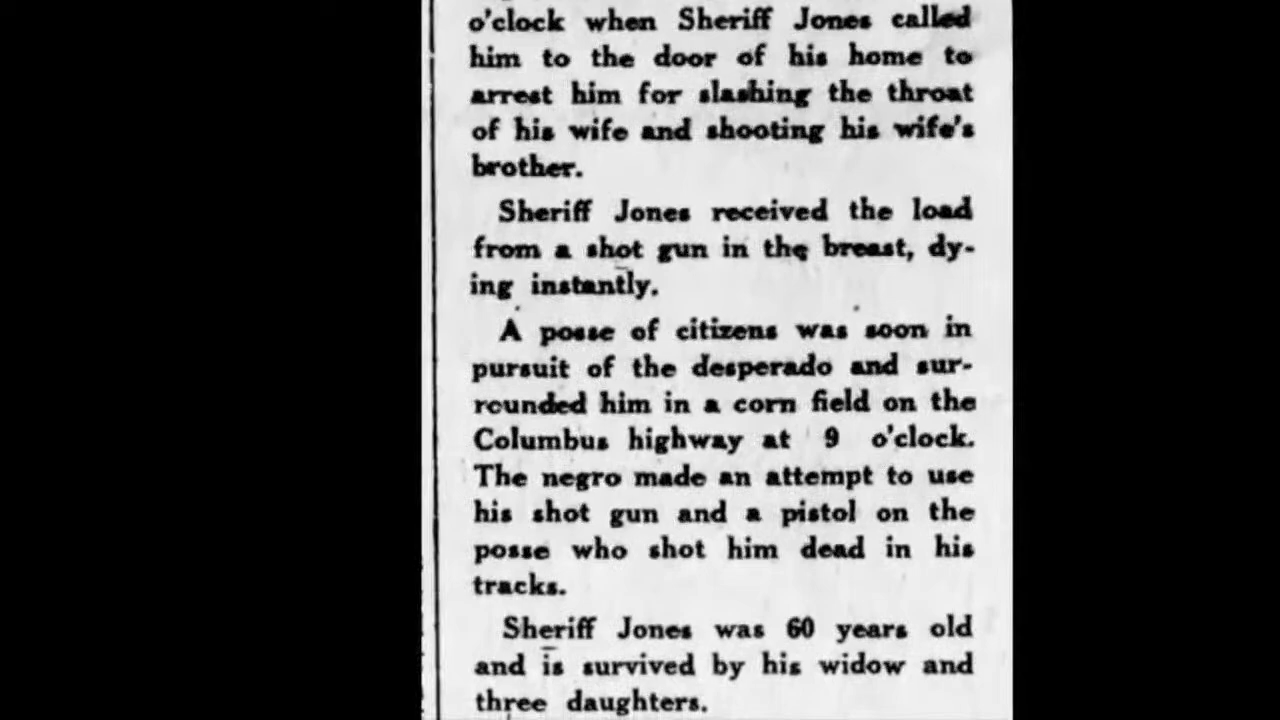 o'clock when Sheriff Jones called
him to the door of his home to
arrest him for slashing the throat
of his wife and shooting his wife's
brother.
Sheriff Jones received the load
from a shot gun in the breast, dy-
ing instantly.
A posse of citizens was soon in
pursuit of the desperado and sur-
rounded him in a corn field on the
Columbus highway at 9 o'clock.
The negro made an attempt to use
his shot gun and a pistol on the
posse who shot him dead in his
tracks.
Sheriff Jones was 60 years old
and is survived by his widow and
three daughters.